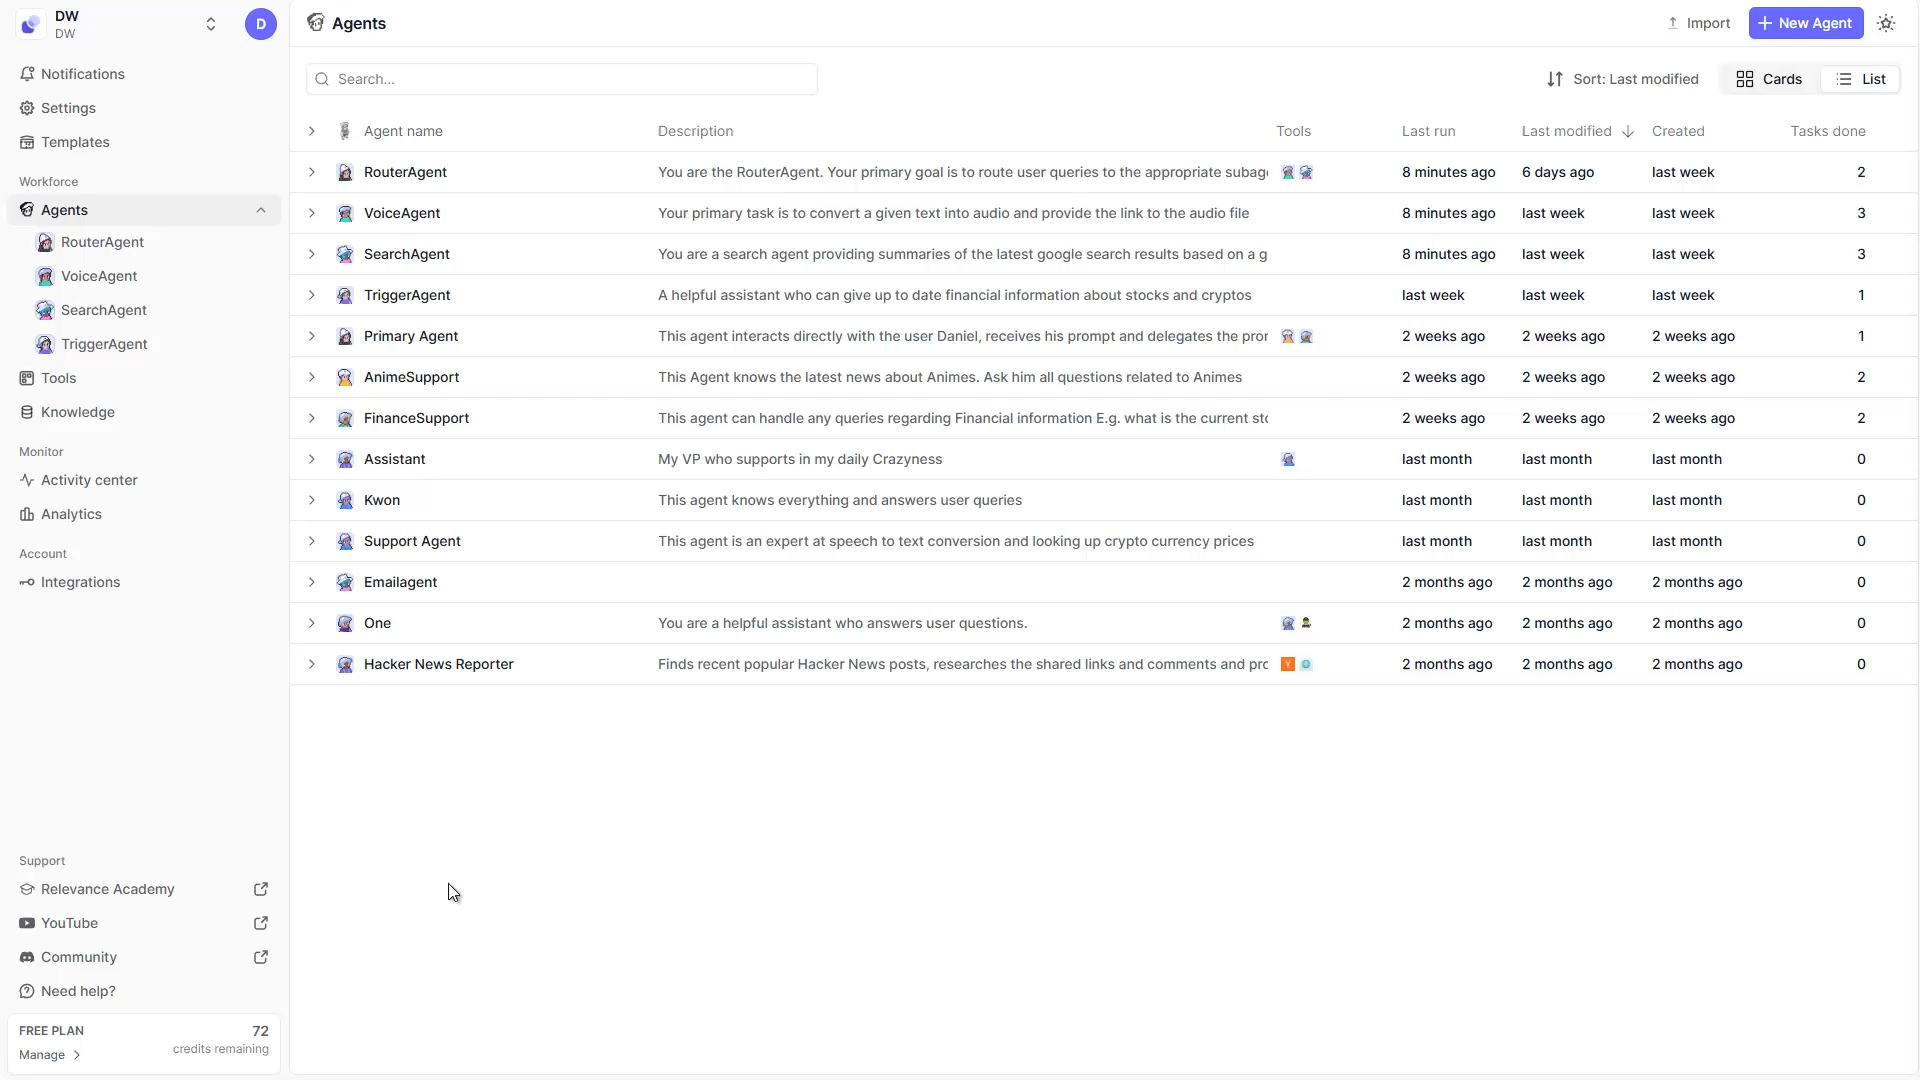 DW
DW
D
Notifications
Settings
Templates
Workforce
Agents
RouterAgent
VoiceAgent
SearchAgent
TriggerAgent
Tools
Knowledge
Monitor
Activity center
Analytics
Account
Integrations
Support
Relevance Academy
YouTube
Community
Need help?
FREE PLAN 72
Manage credits remaining
Agents
Import
New Agent
Search...
Sort: Last modified
Cards
List
Agent name Description Tools Last run Last modified Created Tasks done
RouterAgent You are the RouterAgent. Your primary goal is to route user queries to the appropriate subag 8 minutes ago 6 days ago last week 2
VoiceAgent Your primary task is to convert a given text into audio and provide the link to the audio file 8 minutes ago last week last week 3
SearchAgent You are a search agent providing summaries of the latest google search results based on a g 8 minutes ago last week last week 3
TriggerAgent A helpful assistant who can give up to date financial information about stocks and cryptos last week last week last week 1
Primary Agent This agent interacts directly with the user Daniel, receives his prompt and delegates the pror 2 weeks ago 2 weeks ago 2 weeks ago 1
AnimeSupport This Agent knows the latest news about Animes. Ask him all questions related to Animes 2 weeks ago 2 weeks ago 2 weeks ago 2
FinanceSupport This agent can handle any queries regarding Financial information E.g. what is the current sto 2 weeks ago 2 weeks ago 2 weeks ago 2
Assistant My VP who supports in my daily Crazyness last month last month last month 0
Kwon This agent knows everything and answers user queries last month last month last month 0
Support Agent This agent is an expert at speech to text conversion and looking up crypto currency prices last month last month last month 0
Emailagent 2 months ago 2 months ago 2 months ago 0
One You are a helpful assistant who answers user questions. 2 months ago 2 months ago 2 months ago 0
Hacker News Reporter Finds recent popular Hacker News posts, researches the shared links and comments and pro Y 2 months ago 2 months ago 2 months ago 0